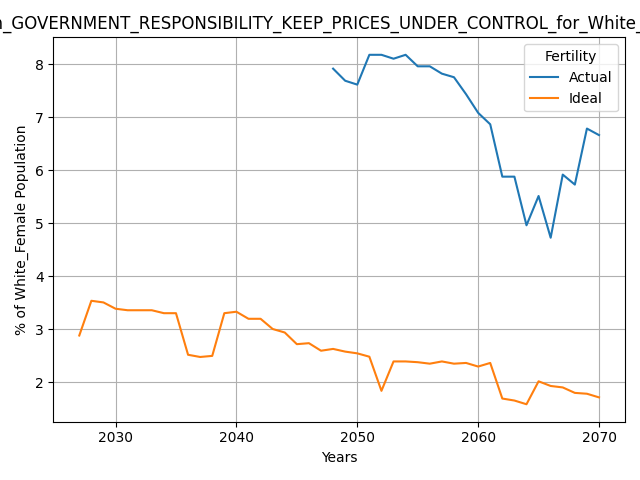 _GOVERNMENT_RESPONSIBILITY_KEEP_PRICES_UNDER_CONTROL_for_White_
Fertility
Actual
Ideal
8
7
6
5
4
3
2
% of White_Female Population
2030 2040 2050 2060 2070
Years